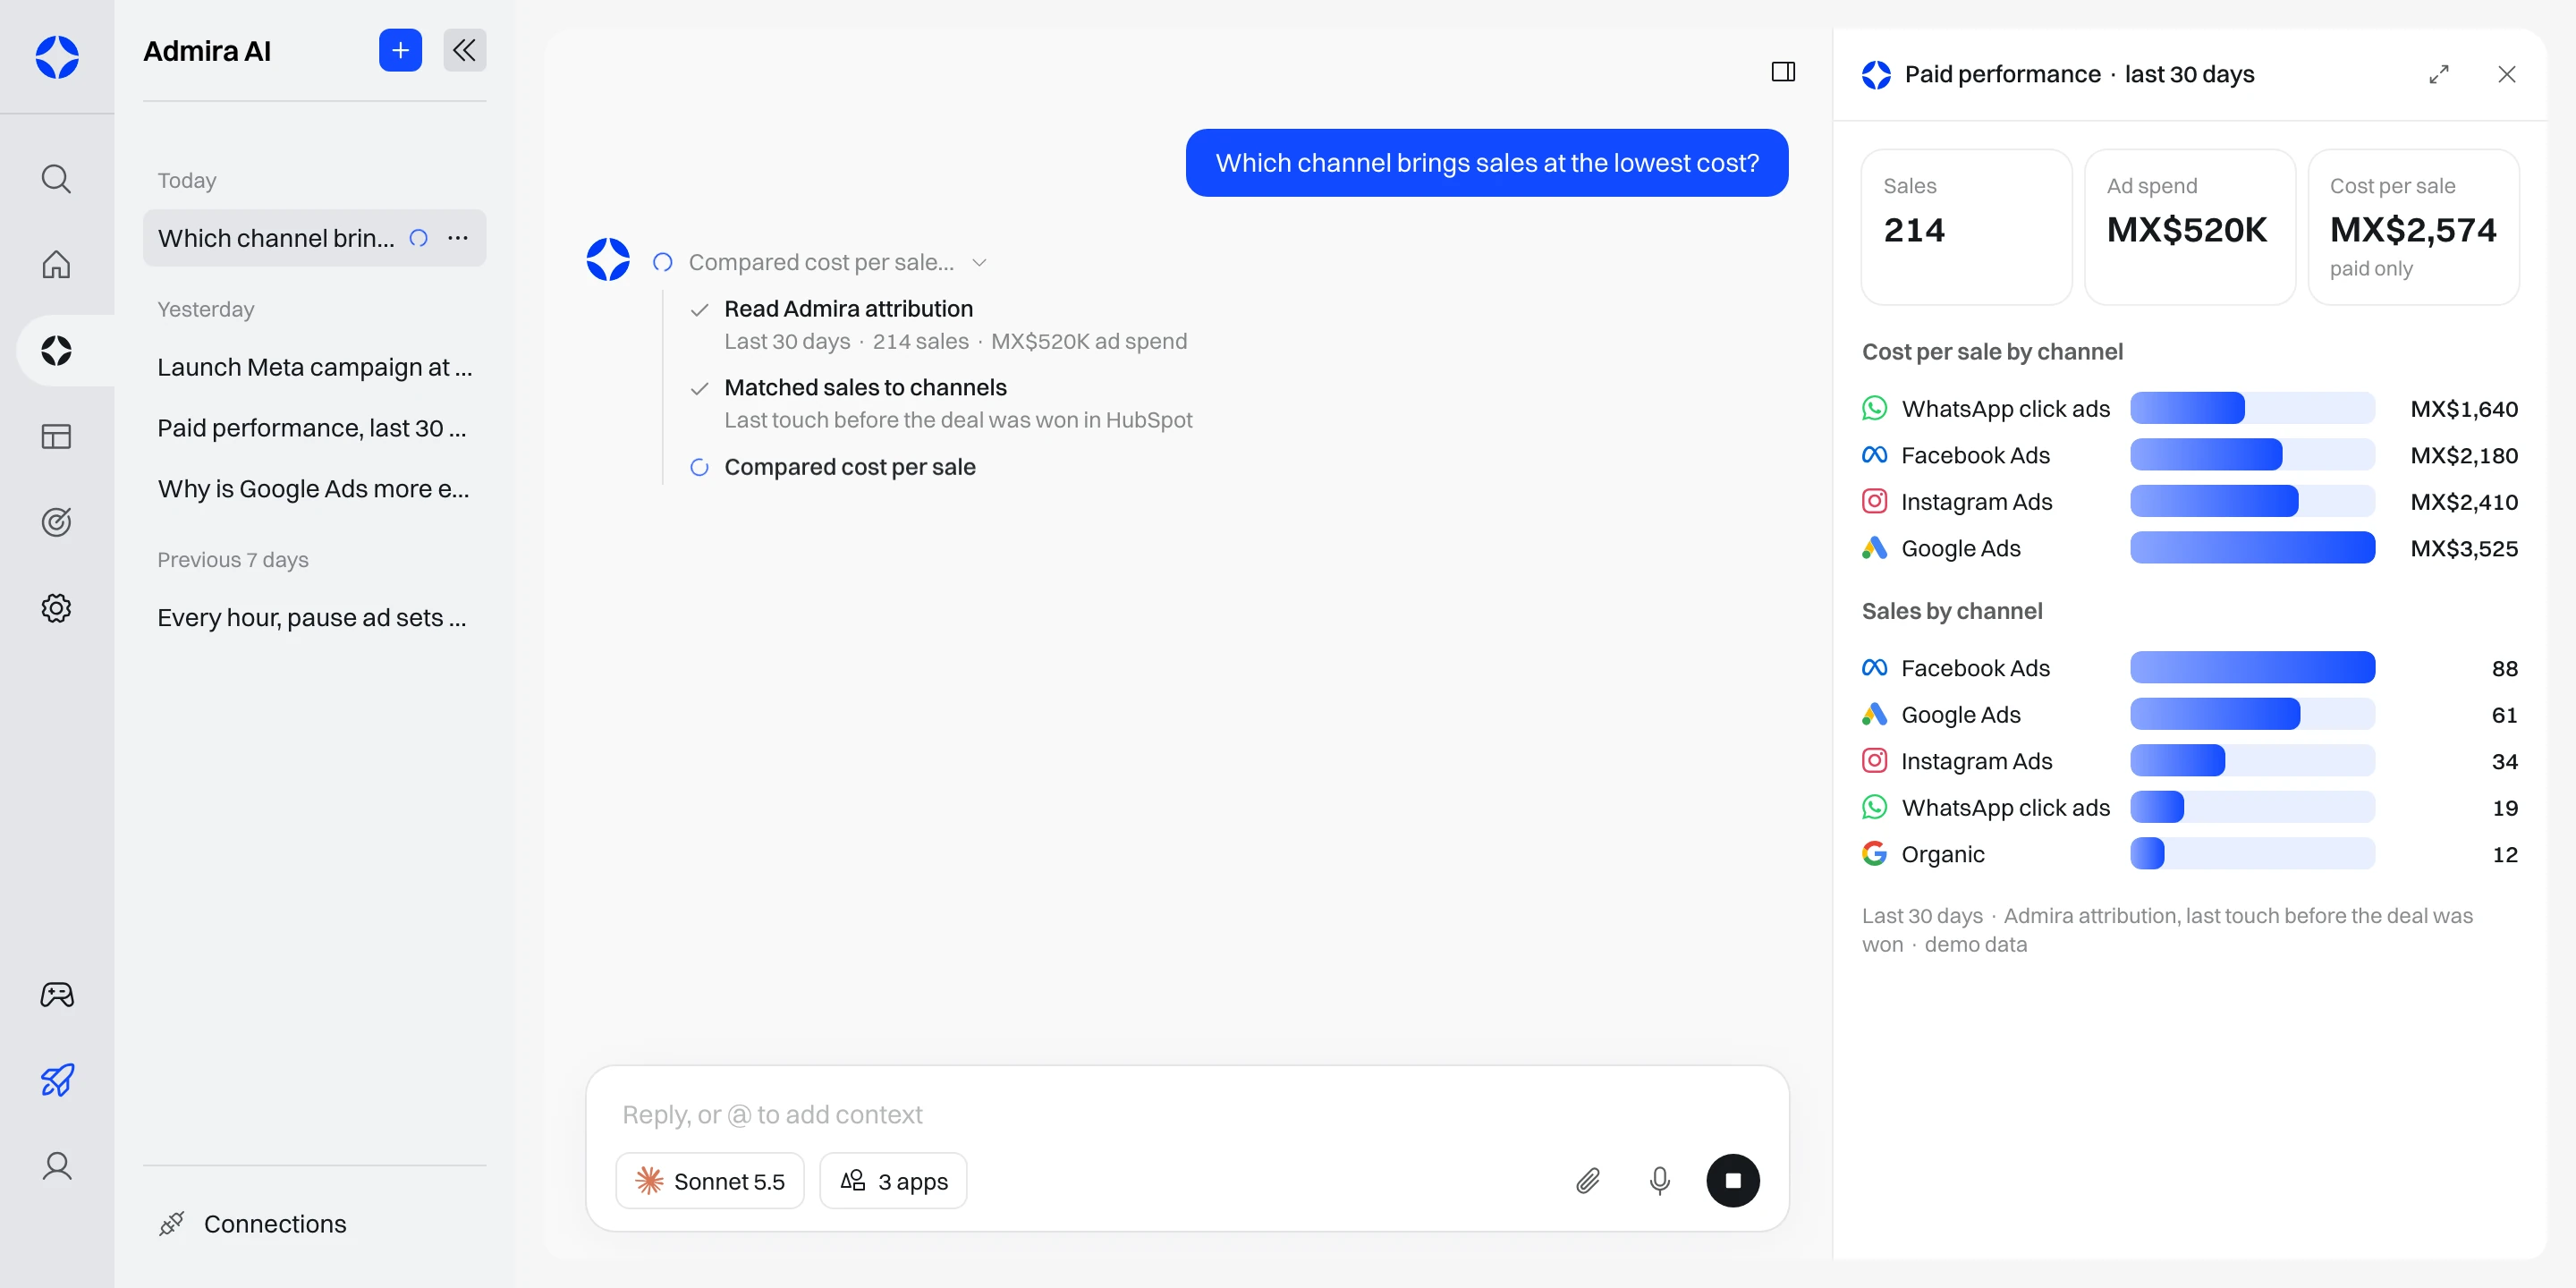 Admira AI
Today
Which channel brin...
Yesterday
Launch Meta campaign at ...
Paid performance, last 30 ...
Why is Google Ads more e...
Previous 7 days
Every hour, pause ad sets ...
Connections
Which channel brings sales at the lowest cost?
Compared cost per sale...
Read Admira attribution
Last 30 days · 214 sales · MX$520K ad spend
Matched sales to channels
Last touch before the deal was won in HubSpot
Compared cost per sale
Reply, or @ to add context
Sonnet 5.5
3 apps
Paid performance · last 30 days
Sales
214
Ad spend
MX$520K
Cost per sale
MX$2,574
paid only
Cost per sale by channel
WhatsApp click ads MX$1,640
Facebook Ads MX$2,180
Instagram Ads MX$2,410
Google Ads MX$3,525
Sales by channel
Facebook Ads 88
Google Ads 61
Instagram Ads 34
WhatsApp click ads 19
Organic 12
Last 30 days · Admira attribution, last touch before the deal was
won · demo data